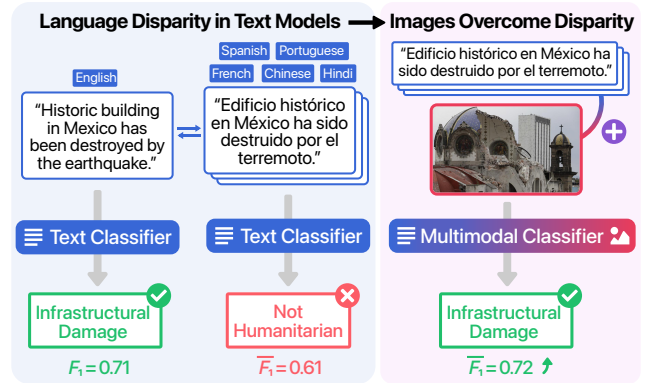 Language Disparity in Text Models
Images Overcome Disparity
English
Spanish Portuguese
French Chinese Hindi
“Historic building
in Mexico has
been destroyed by
the earthquake.”
“Edificio histórico
en México ha sido
destruido por el
terremoto.”
“Edificio histórico en México ha
sido destruido por el terremoto.”
Text Classifier
Text Classifier
Multimodal Classifier
Infrastructural
Damage
Not
Humanitarian
Infrastructural
Damage
F₁ = 0.71
F̅₁ = 0.61
F̅₁ = 0.72